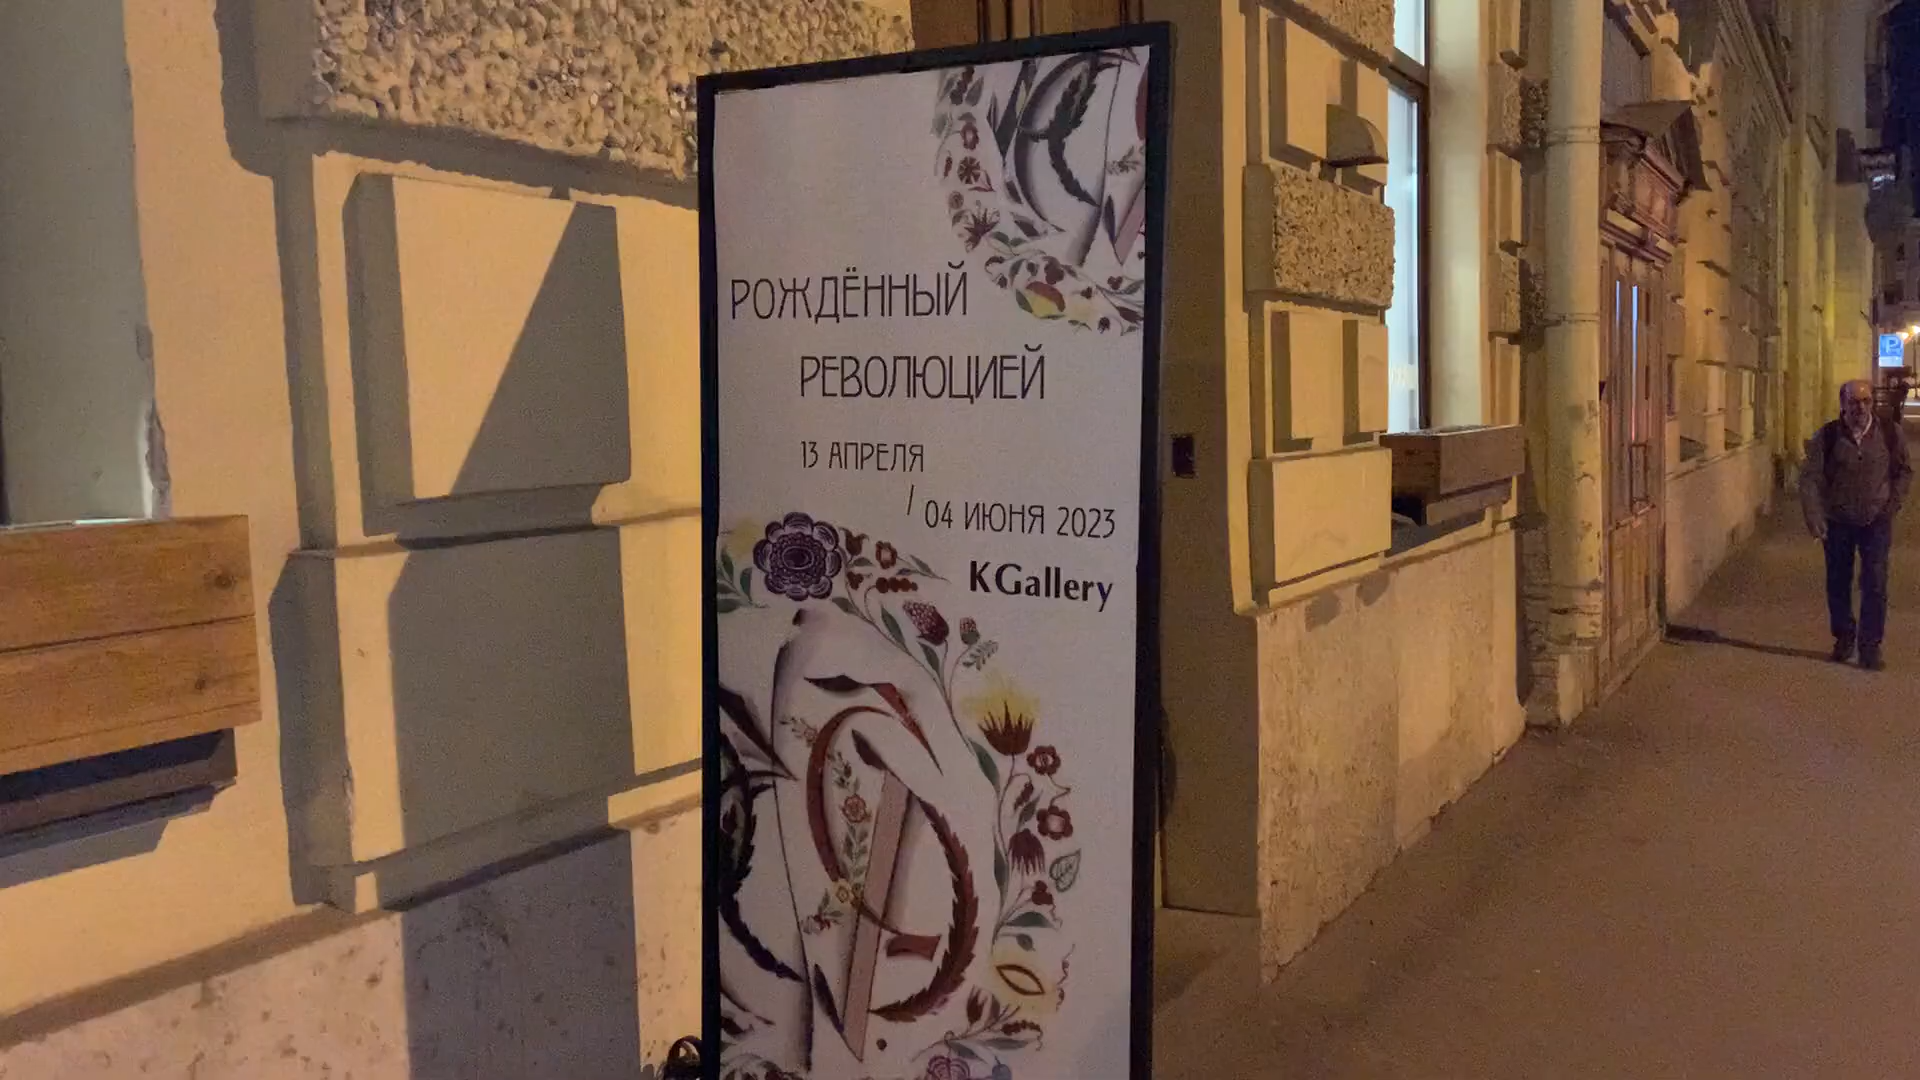 РОЖДЁННЫЙ
РЕВОЛЮЦИЕЙ
13 АПРЕЛЯ
/ 04 ИЮНЯ 2023
KGallery
P